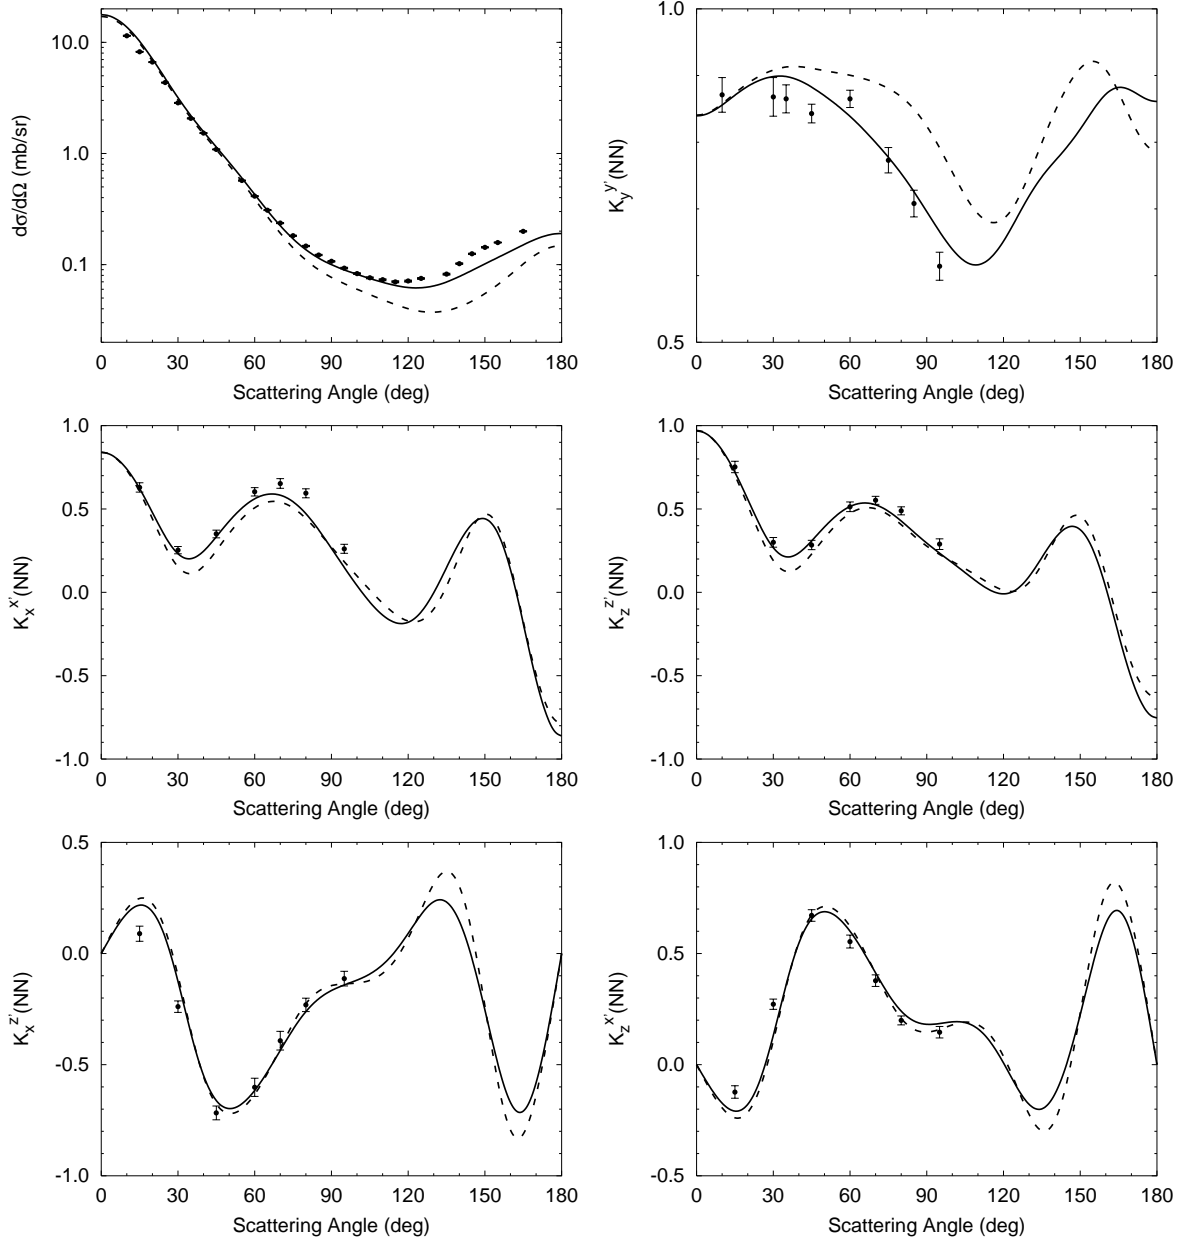 10.0
1.0
0.1
dσ/dΩ (mb/sr)
0 30 60 90 120 150 180
Scattering Angle (deg)
1.0
0.5
K_y^y'(NN)
0 30 60 90 120 150 180
Scattering Angle (deg)
1.0
0.5
0.0
-0.5
-1.0
K_x^x'(NN)
0 30 60 90 120 150 180
Scattering Angle (deg)
1.0
0.5
0.0
-0.5
-1.0
K_z^z'(NN)
0 30 60 90 120 150 180
Scattering Angle (deg)
0.5
0.0
-0.5
-1.0
K_x^z'(NN)
0 30 60 90 120 150 180
Scattering Angle (deg)
1.0
0.5
0.0
-0.5
K_z^x'(NN)
0 30 60 90 120 150 180
Scattering Angle (deg)